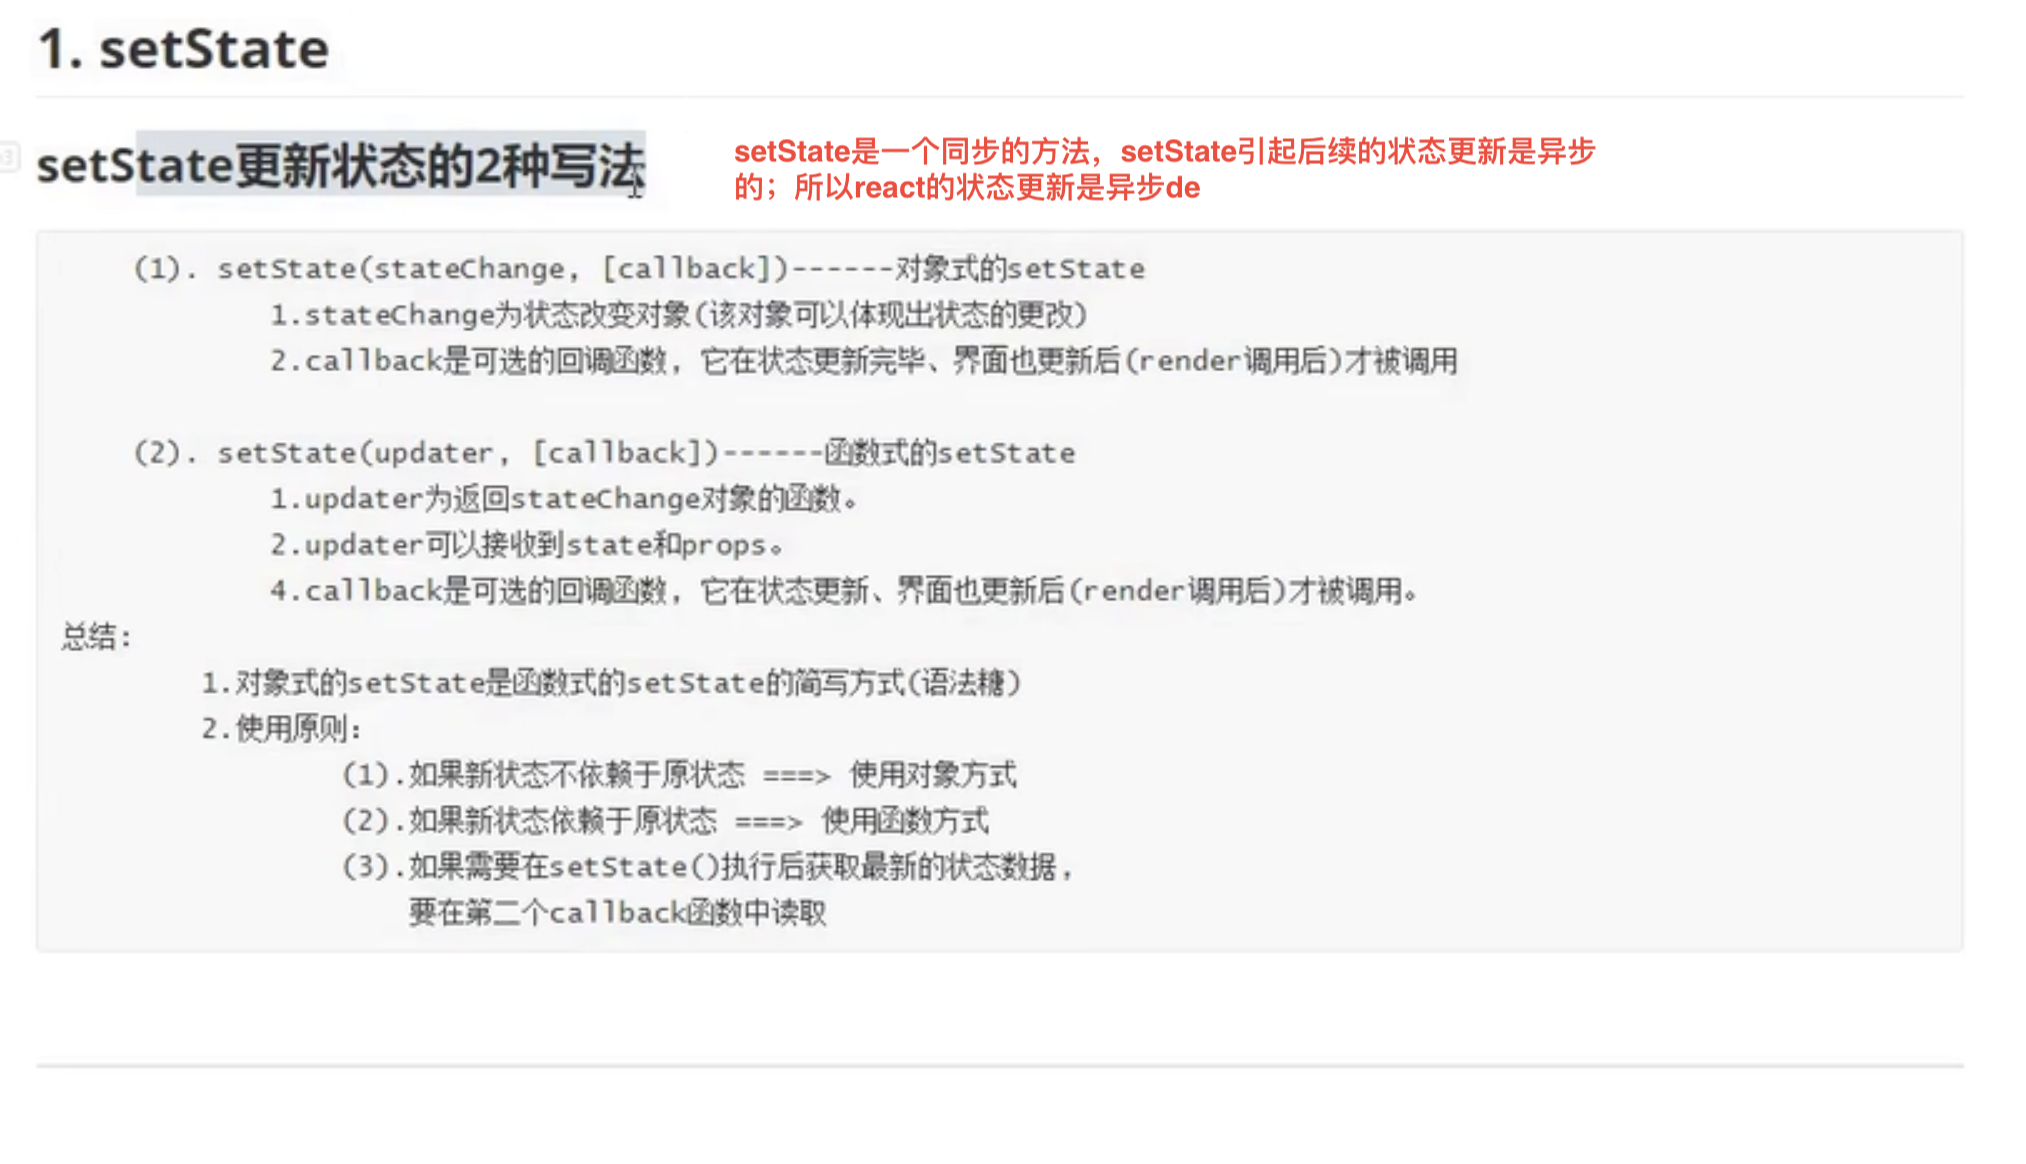 1. setState
setState更新状态的2种写法
setState是一个同步的方法，setState引起后续的状态更新是异步
的；所以react的状态更新是异步de
(1). setState(stateChange, [callback])------对象式的setState
1.stateChange为状态改变对象(该对象可以体现出状态的更改)
2.callback是可选的回调函数, 它在状态更新完毕、界面也更新后(render调用后)才被调用
(2). setState(updater, [callback])------函数式的setState
1.updater为返回stateChange对象的函数。
2.updater可以接收到state和props。
4.callback是可选的回调函数, 它在状态更新、界面也更新后(render调用后)才被调用。
总结:
1.对象式的setState是函数式的setState的简写方式(语法糖)
2.使用原则:
(1).如果新状态不依赖于原状态 ===> 使用对象方式
(2).如果新状态依赖于原状态 ===> 使用函数方式
(3).如果需要在setState()执行后获取最新的状态数据,
要在第二个callback函数中读取